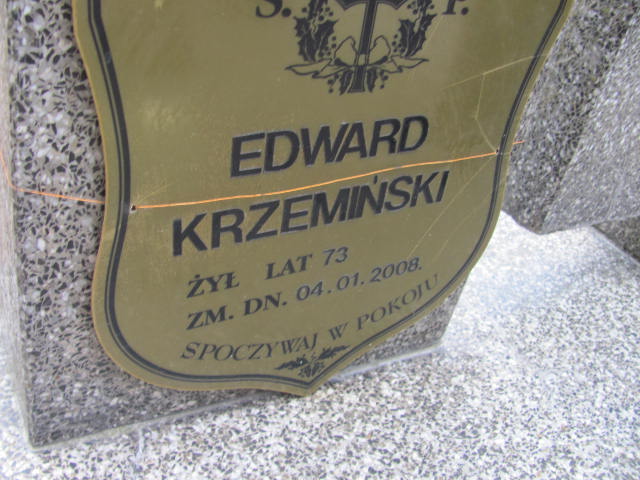 S. P.
EDWARD
KRZEMIŃSKI
ŻYŁ LAT 73
ZM. DN. 04.01.2008.
SPOCZYWAJ W POKOJU